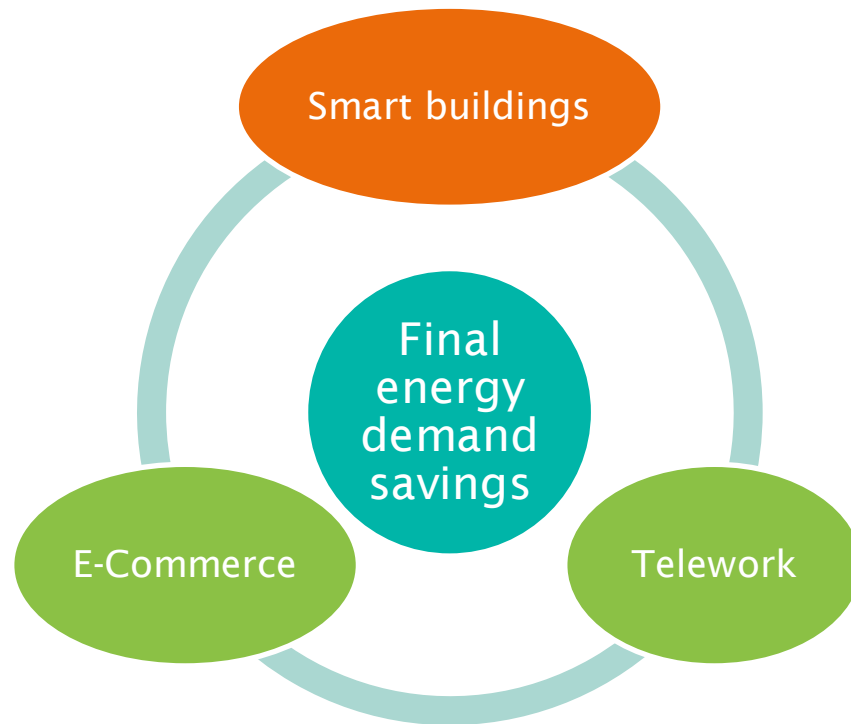 Smart buildings
Final
energy
demand
savings
E-Commerce
Telework